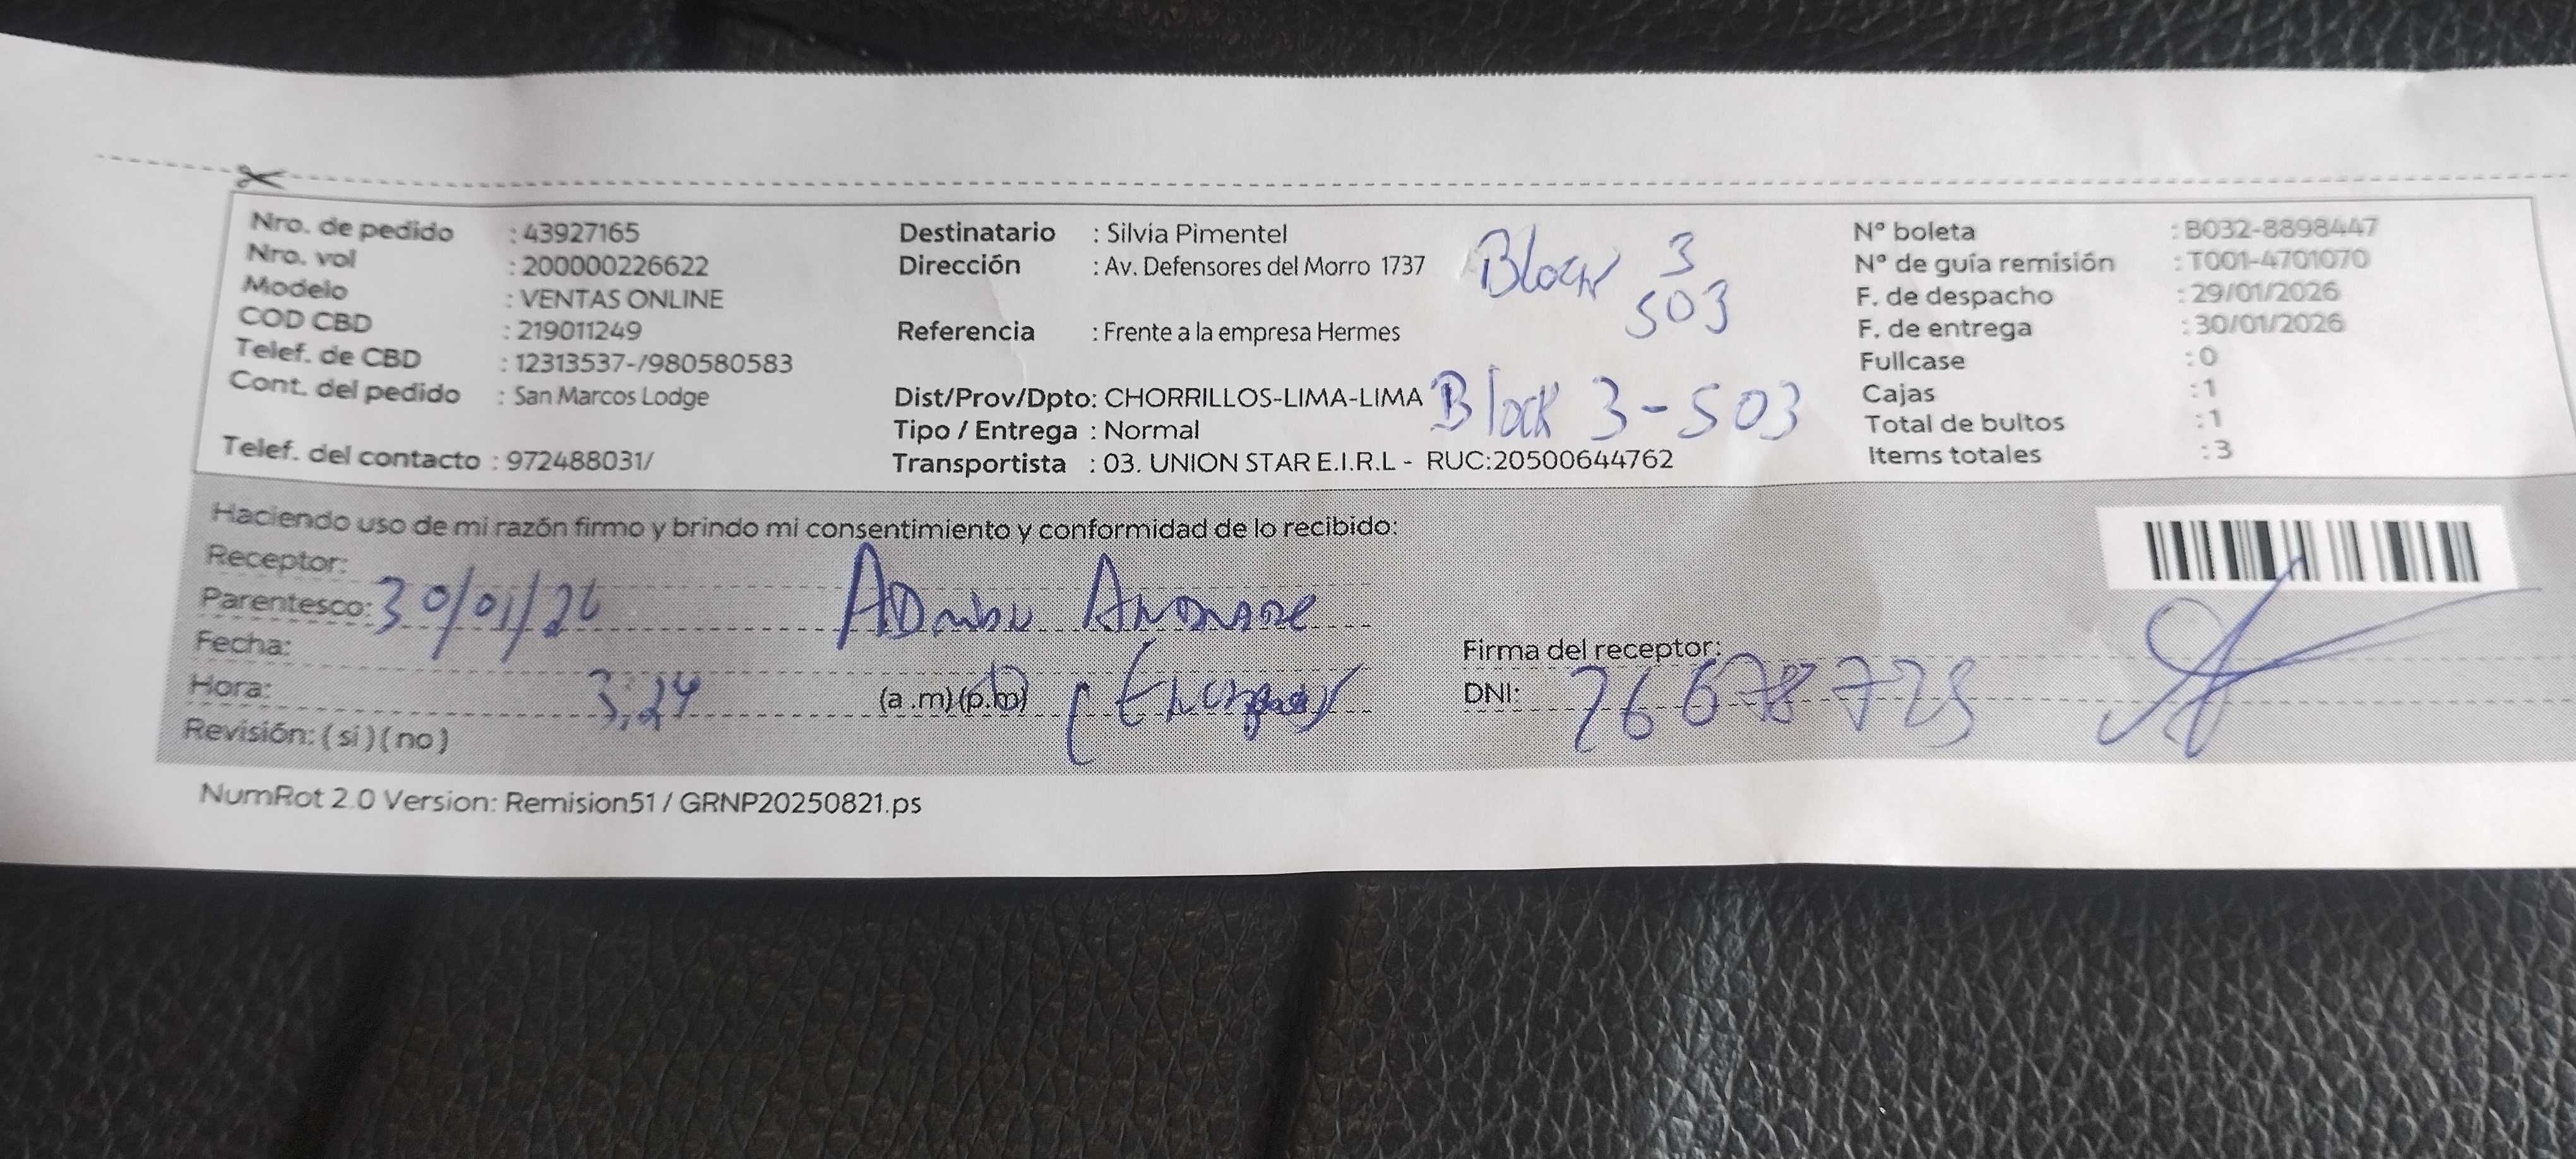 Nro. de pedido : 43927165
Nro. vol : 200000226622
Modelo : VENTAS ONLINE
COD CBD : 219011249
Telef. de CBD : 12313537-/980580583
Cont. del pedido : San Marcos Lodge
Telef. del contacto : 972488031/
Destinatario : Silvia Pimentel
Dirección : Av. Defensores del Morro 1737
Block 3
503
Referencia : Frente a la empresa Hermes
Dist/Prov/Dpto: CHORRILLOS-LIMA-LIMA Block 3-503
Tipo / Entrega : Normal
Transportista : 03. UNION STAR E.I.R.L - RUC:20500644762
N° boleta : B032-8898447
N° de guía remisión : T001-4701070
F. de despacho : 29/01/2026
F. de entrega : 30/01/2026
Fullcase : 0
Cajas : 1
Total de bultos : 1
Items totales : 3
Haciendo uso de mi razón firmo y brindo mi consentimiento y conformidad de lo recibido:
Receptor:
Parentesco: 30/01/26
Fecha:
Hora: 3:24 (a.m)(p.m)
Revisión: (si)(no)
Firma del receptor:
DNI: 76678725
NumRot 2.0 Version: Remision51 / GRNP20250821.ps